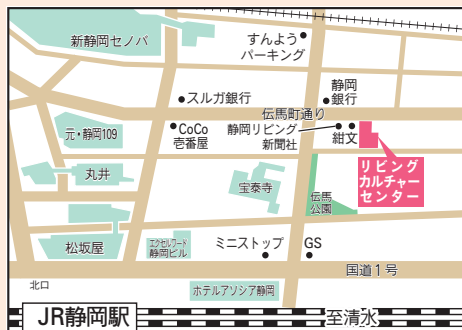 新静岡セノバ
すんよう
パーキング
スルガ銀行
静岡
銀行
伝馬町通り
元・静岡109
CoCo
壱番屋
静岡リビング
新聞社
紺文
リビング
カルチャー
センター
丸井
宝泰寺
伝馬
公園
松坂屋
エクセルワード
静岡ビル
ミニストップ
GS
国道1号
北口
ホテルアソシア静岡
JR静岡駅
至清水